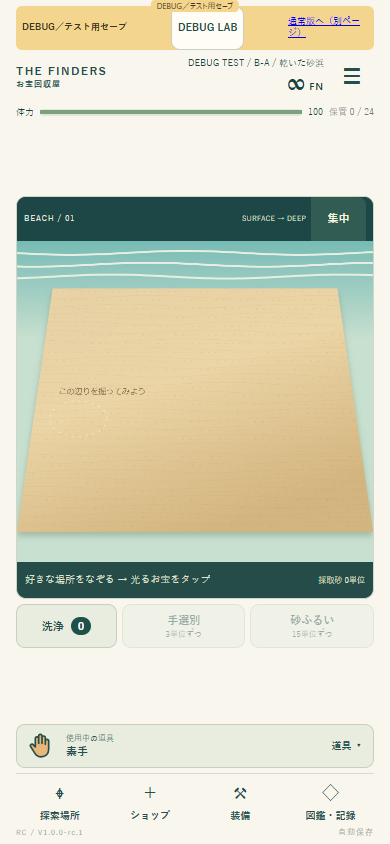 DEBUG／テスト用セーブ
DEBUG／テスト用セーブ
DEBUG LAB
通常版へ（別ページ）
THE FINDERS
お宝回収屋
DEBUG TEST / B-A / 乾いた砂浜
∞ FN
体力
100
保管 0 / 24
BEACH / 01
SURFACE → DEEP
集中
この辺りを掘ってみよう
好きな場所をなぞる → 光るお宝をタップ
採取砂 0単位
洗浄 0
手選別
3単位ずつ
砂ふるい
15単位ずつ
使用中の道具
素手
道具
探索場所
ショップ
装備
図鑑・記録
RC / V1.0.0-rc.1
自動保存